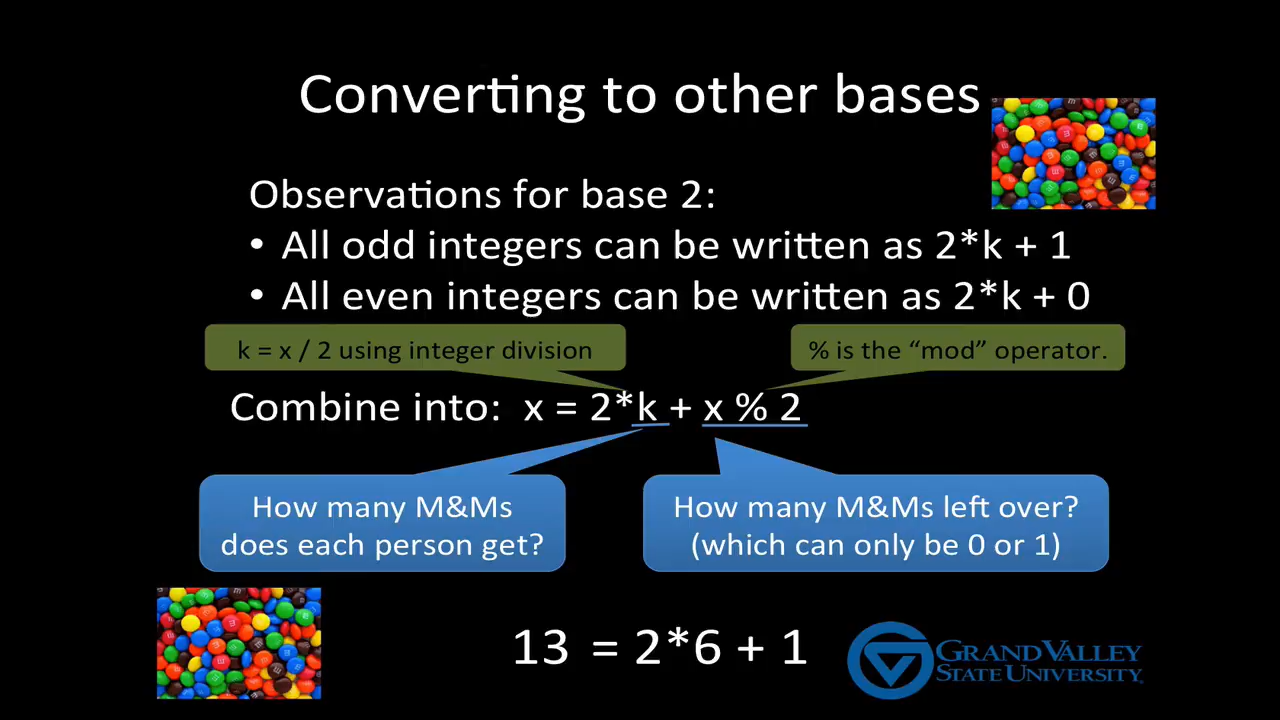 Converting to other bases
Observations for base 2:
• All odd integers can be written as 2*k + 1
• All even integers can be written as 2*k + 0
k = x / 2 using integer division
% is the “mod” operator.
Combine into: x = 2*k + x % 2
How many M&Ms
does each person get?
How many M&Ms left over?
(which can only be 0 or 1)
13 = 2*6 + 1
GRAND VALLEY
STATE UNIVERSITY